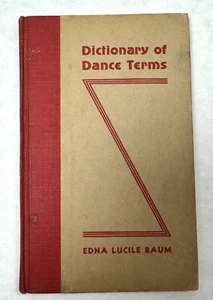 Dictionary of
Dance Terms
EDNA LUCILE BAUM